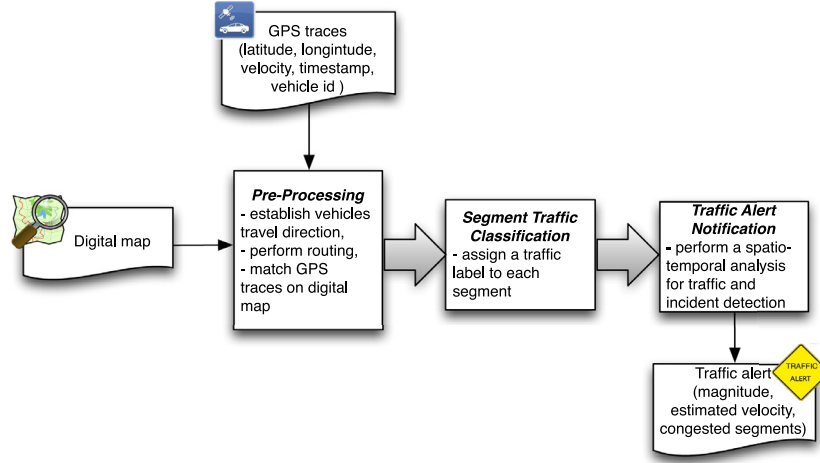 GPS traces
(latitude, longintude,
velocity, timestamp,
vehicle id )
Digital map
Pre-Processing
- establish vehicles
travel direction,
- perform routing,
- match GPS
traces on digital
map
Segment Traffic
Classification
- assign a traffic
label to each
segment
Traffic Alert
Notification
- perform a spatio-
temporal analysis
for traffic and
incident detection
Traffic alert
(magnitude,
estimated velocity,
congested segments)
TRAFFIC
ALERT